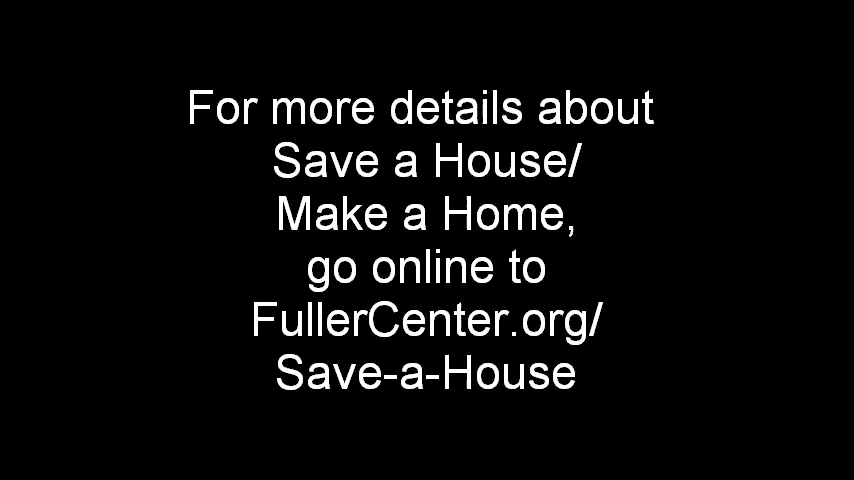 For more details about
Save a House/
Make a Home,
go online to
FullerCenter.org/
Save-a-House